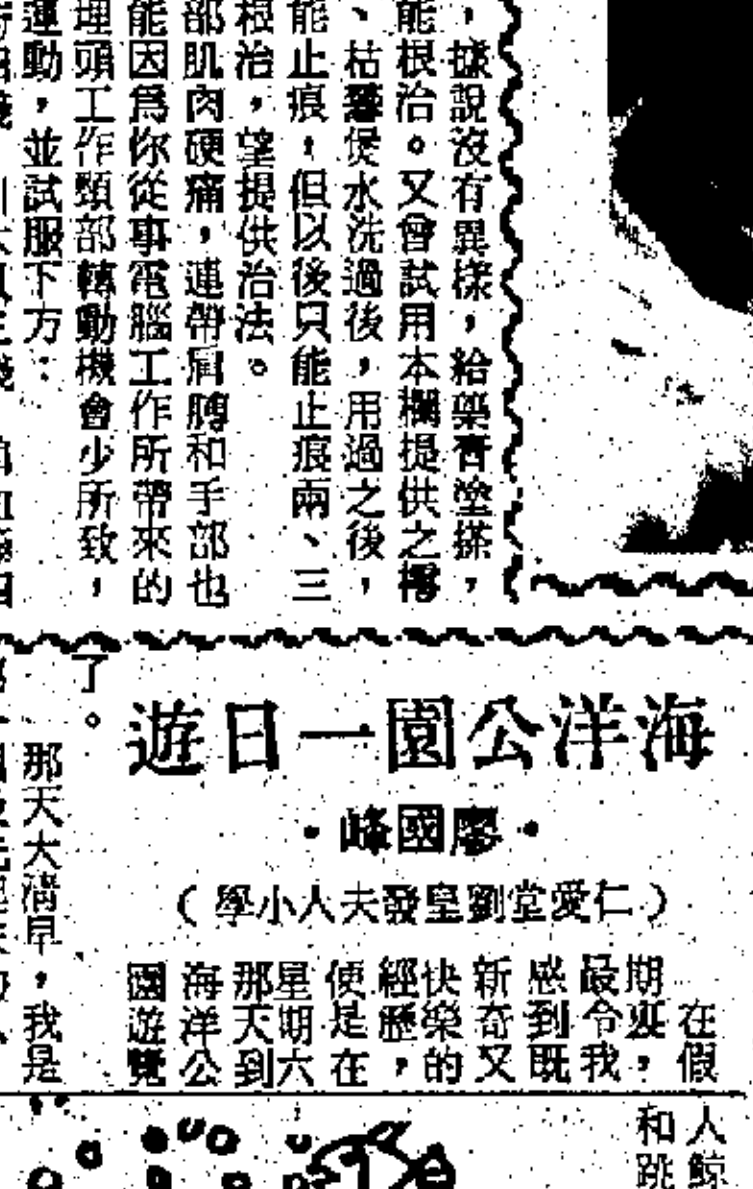 ，據說沒有異樣，給藥膏塗搽，
能根治。又會試用本欄提供之
煲水洗過後，用過之後，
能止痕，但以後只能止痕兩、三
根治，望提供治法。
部肌肉硬痛，連帶肩膊和手部也
能因爲你從事電腦工作所帶來的
埋頭工作頸部轉動機會少所致，
運動，並試服下方：
海洋公園一日遊
·廖國峰·
（仁愛堂劉皇發夫人小學）
在假
期裏，
最令我
感到既
新奇又
快樂的
經歷，
便是在
星期六
那天到
海洋公
園遊覽
了。
那天大清早，我是
人鯨
和跳